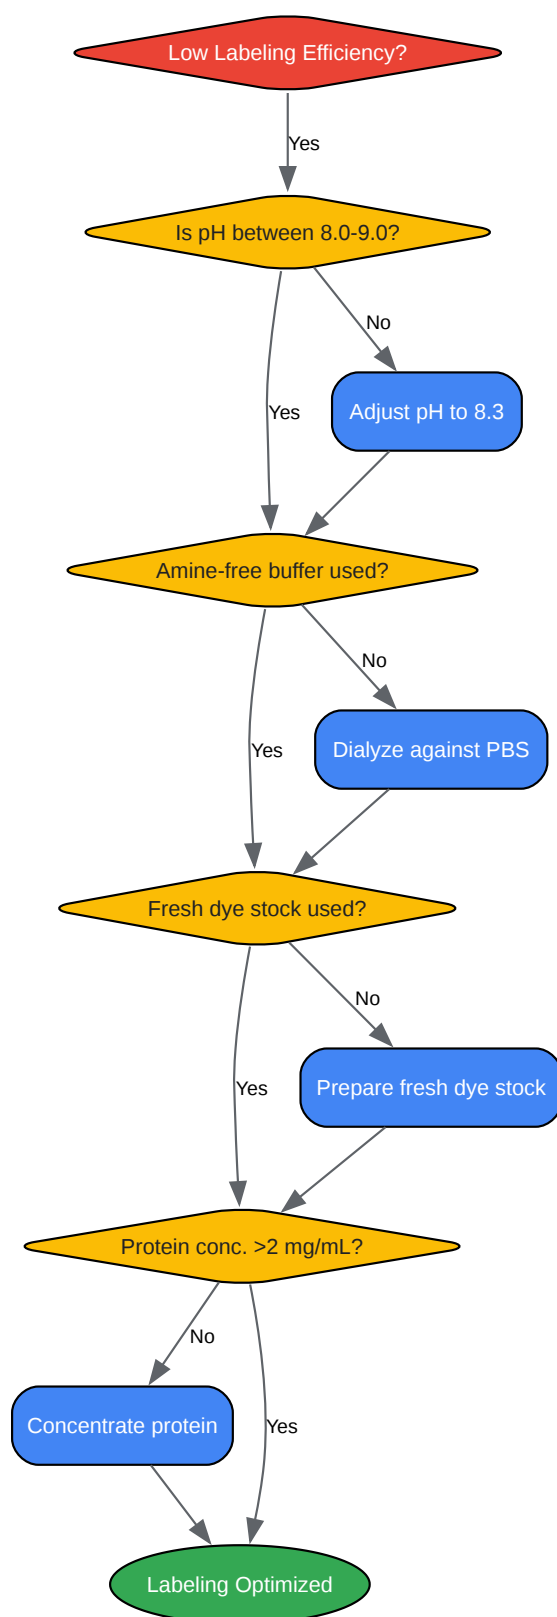 Low Labeling Efficiency?
Yes
Is pH between 8.0-9.0?
No
Yes
Adjust pH to 8.3
Amine-free buffer used?
No
Yes
Dialyze against PBS
Fresh dye stock used?
No
Yes
Prepare fresh dye stock
Protein conc. >2 mg/mL?
No
Concentrate protein
Yes
Labeling Optimized